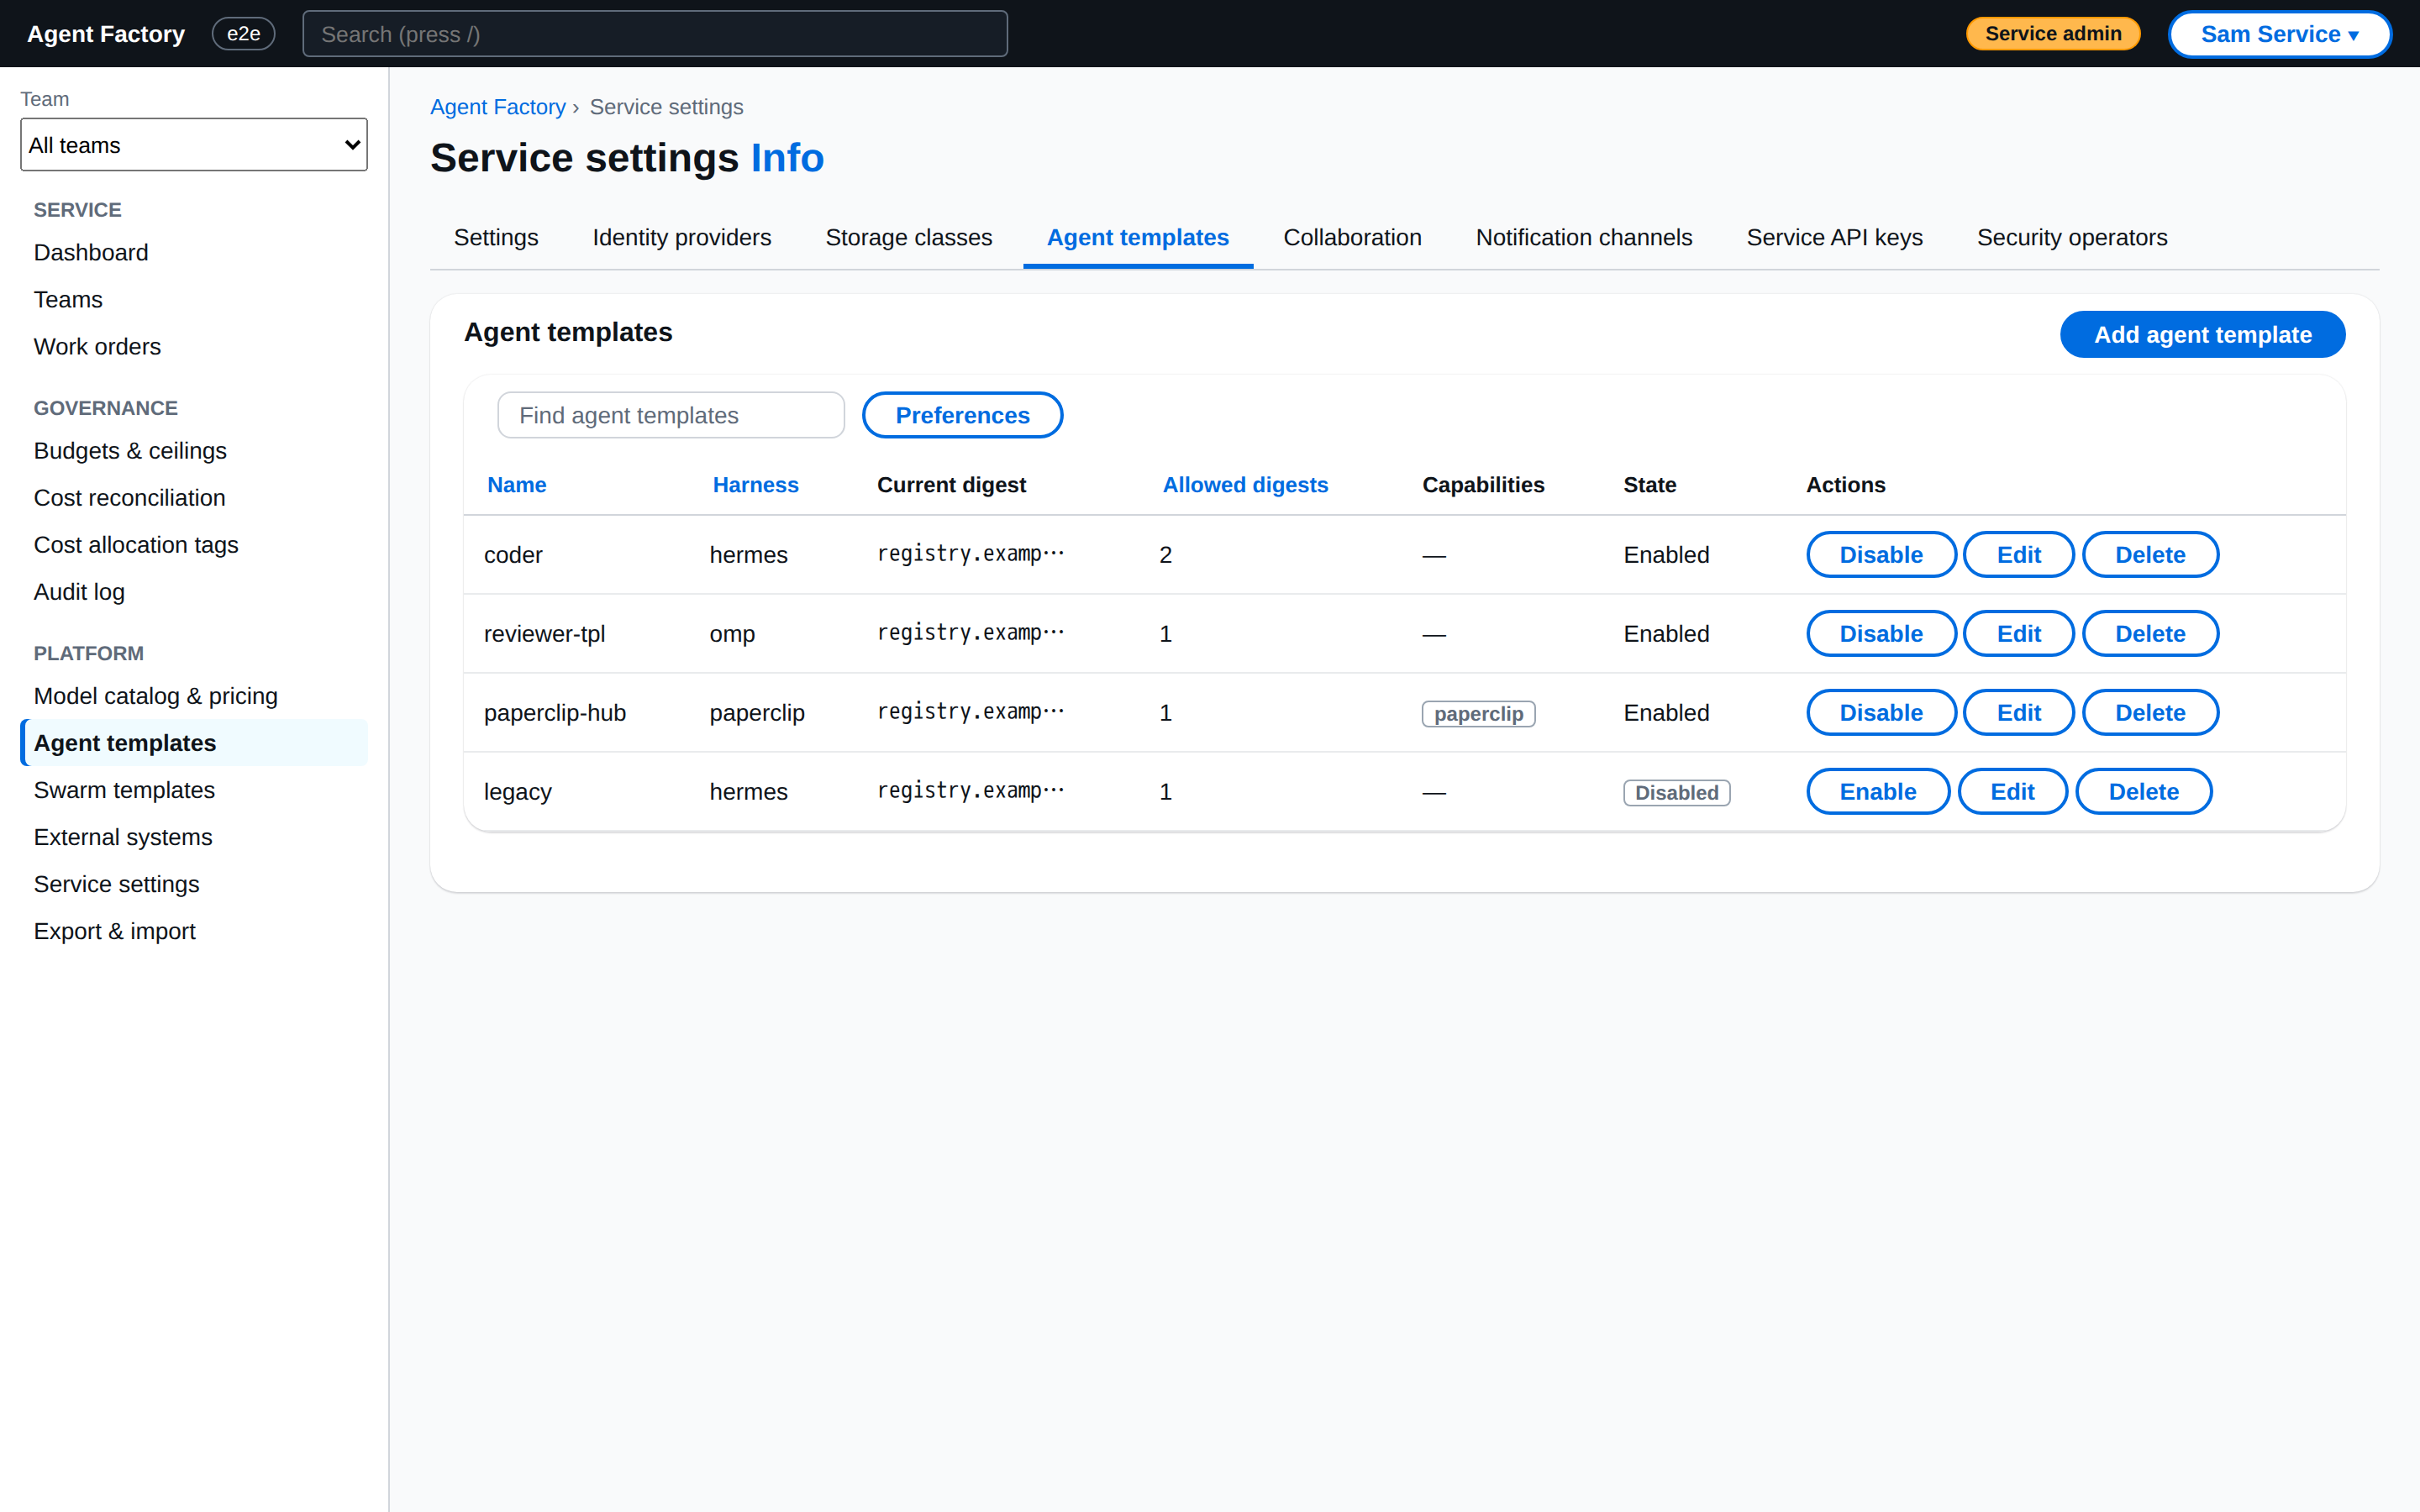 Agent Factory e2e Search (press /) Service admin Sam Service ▾
Team
All teams
SERVICE
Dashboard
Teams
Work orders
GOVERNANCE
Budgets & ceilings
Cost reconciliation
Cost allocation tags
Audit log
PLATFORM
Model catalog & pricing
Agent templates
Swarm templates
External systems
Service settings
Export & import
Agent Factory › Service settings
Service settings Info
Settings Identity providers Storage classes Agent templates Collaboration Notification channels Service API keys Security operators
Agent templates Add agent template
Find agent templates Preferences
Name Harness Current digest Allowed digests Capabilities State Actions
coder hermes registry.examp… 2 — Enabled Disable Edit Delete
reviewer-tpl omp registry.examp… 1 — Enabled Disable Edit Delete
paperclip-hub paperclip registry.examp… 1 paperclip Enabled Disable Edit Delete
legacy hermes registry.examp… 1 — Disabled Enable Edit Delete